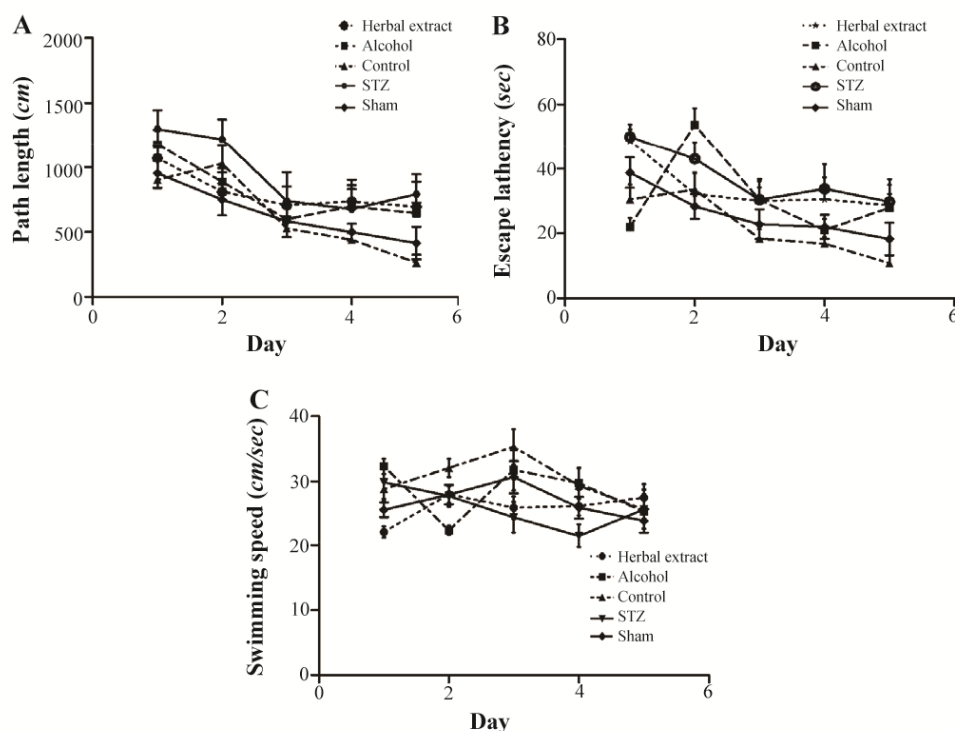 A
Path length (cm)
2000
1500
1000
500
0
0
2
4
6
Day
Herbal extract
Alcohol
Control
STZ
Sham
B
Escape lathency (sec)
80
60
40
20
0
0
2
4
6
Day
Herbal extract
Alcohol
Control
STZ
Sham
C
Swimming speed (cm/sec)
40
30
20
10
0
0
2
4
6
Day
Herbal extract
Alcohol
Control
STZ
Sham